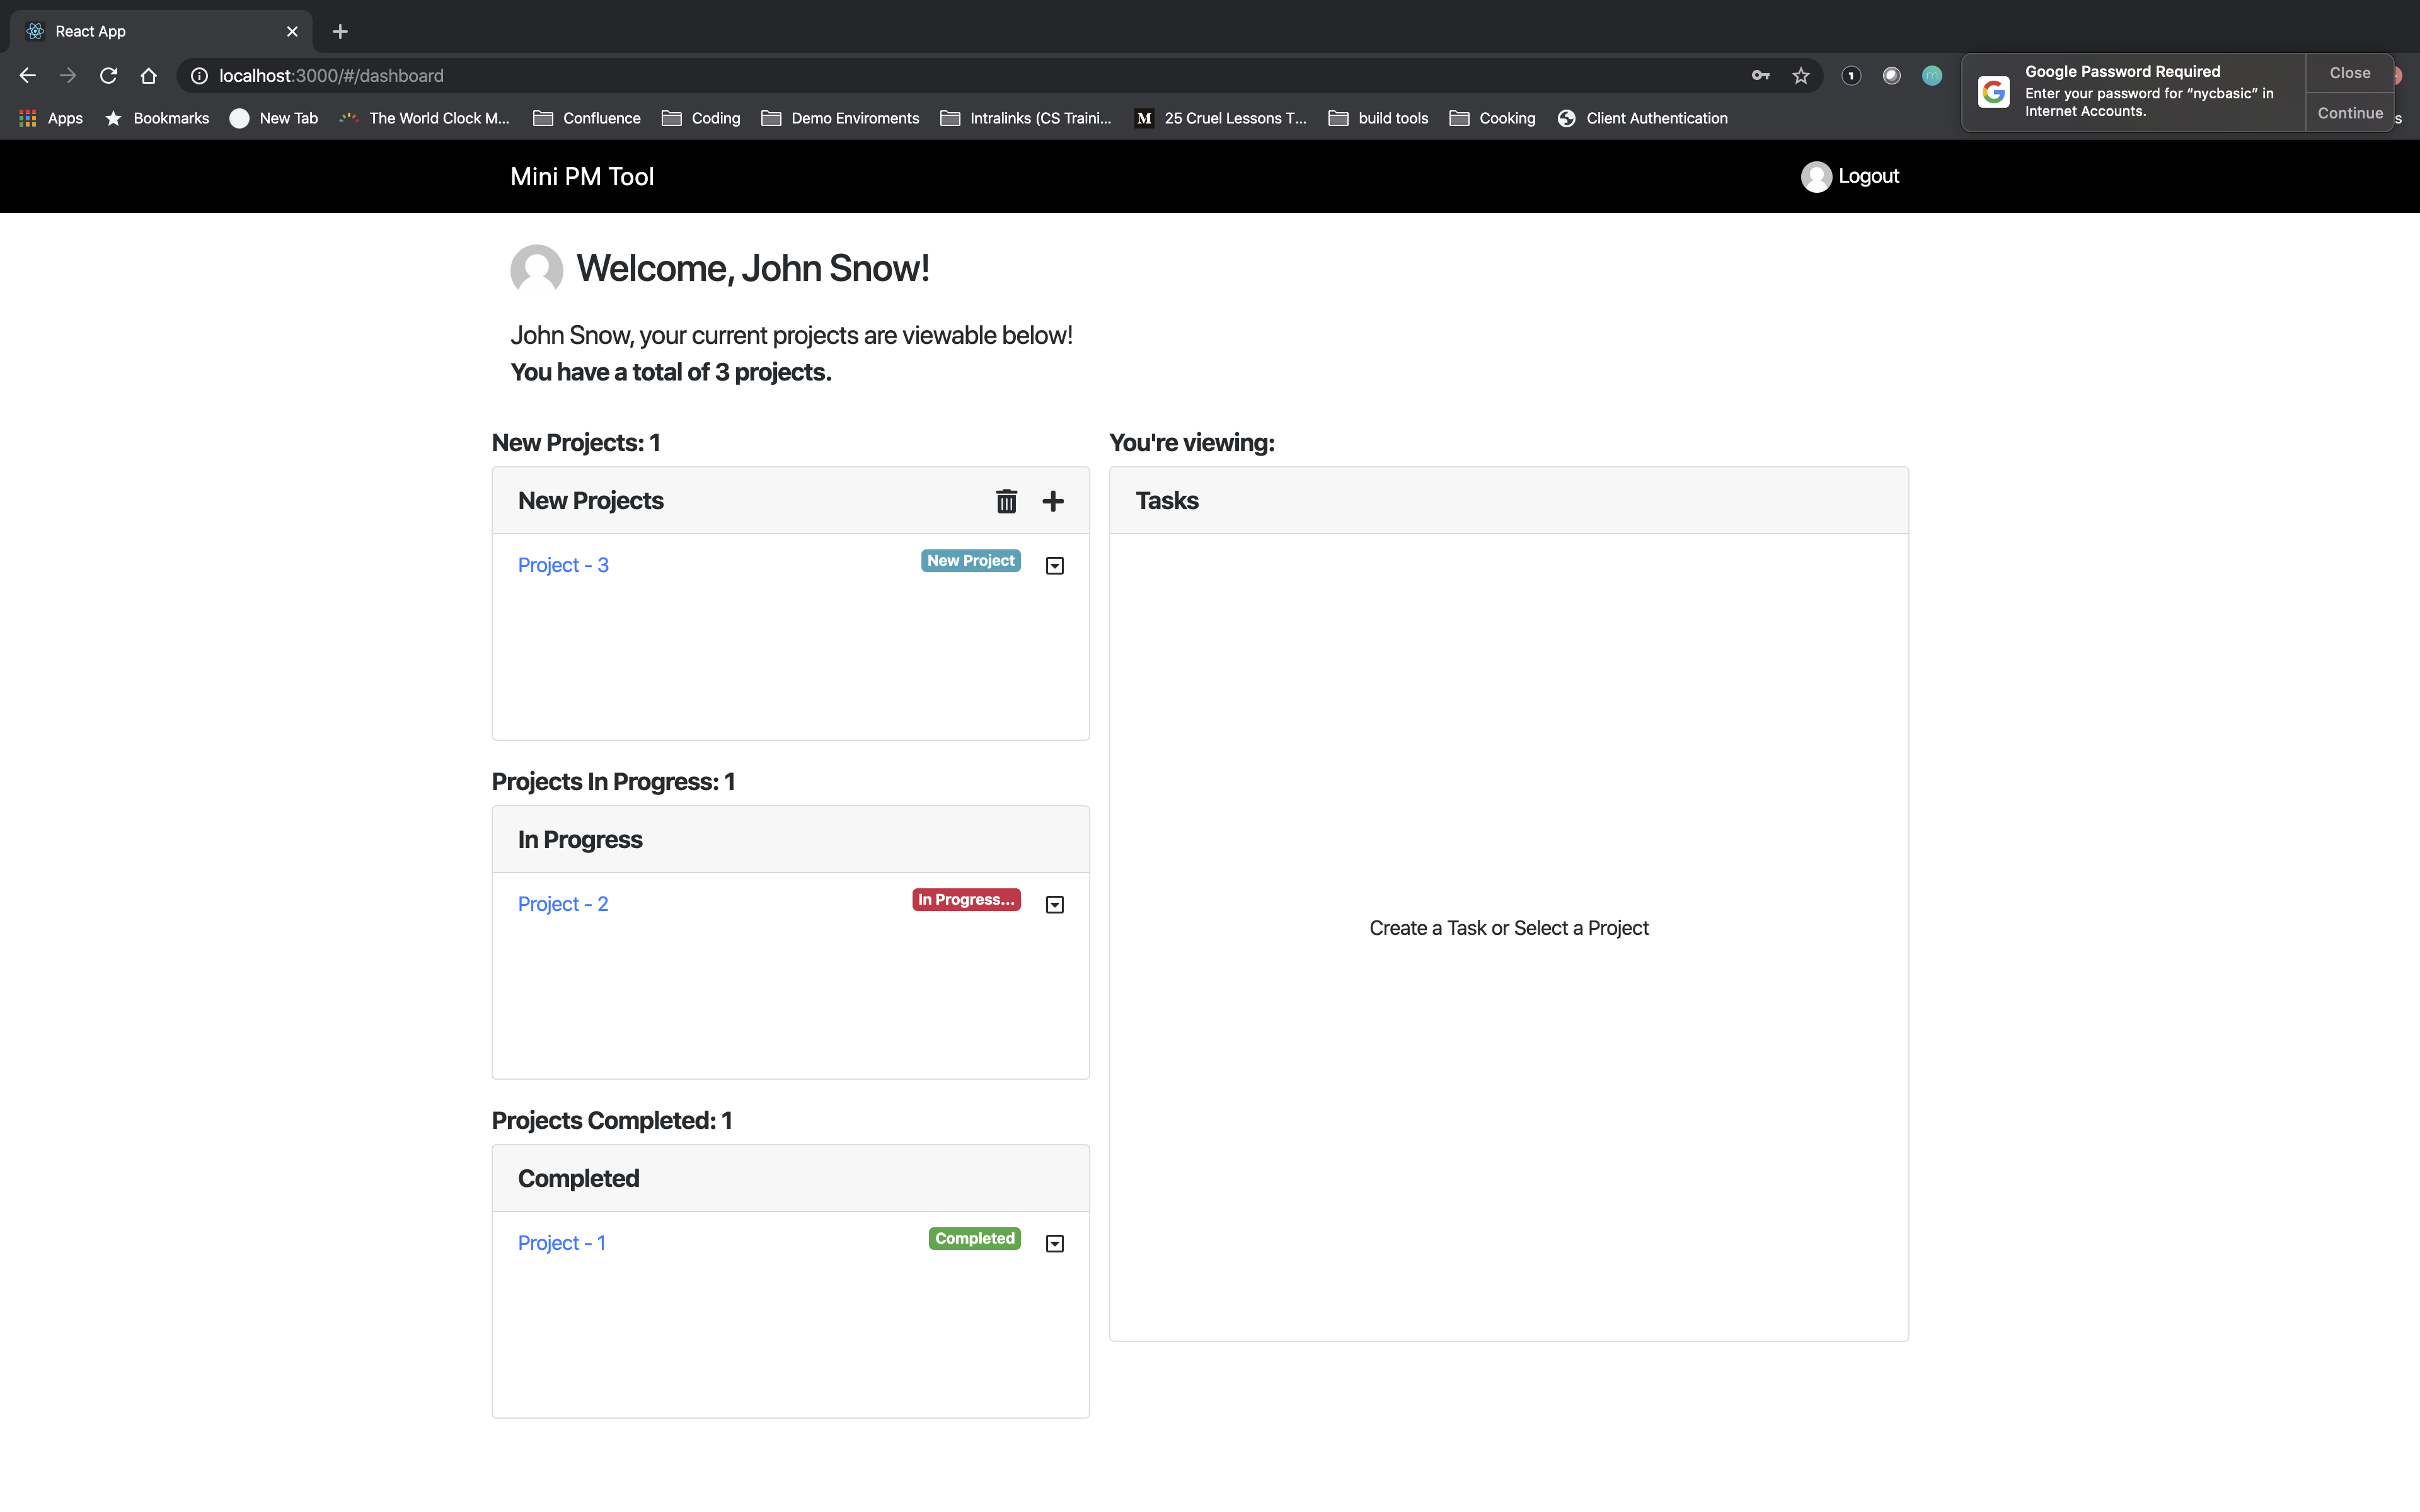 React App
localhost:3000/#/dashboard
Google Password Required
Enter your password for “nycbasic” in
Internet Accounts.
Close
Continue
Apps
Bookmarks
New Tab
The World Clock M...
Confluence
Coding
Demo Enviroments
Intralinks (CS Traini...
M
25 Cruel Lessons T...
build tools
Cooking
Client Authentication
s
Mini PM Tool
Logout
Welcome, John Snow!
John Snow, your current projects are viewable below!
You have a total of 3 projects.
New Projects: 1
New Projects
Project - 3
New Project
Projects In Progress: 1
In Progress
Project - 2
In Progress...
Projects Completed: 1
Completed
Project - 1
Completed
You're viewing:
Tasks
Create a Task or Select a Project